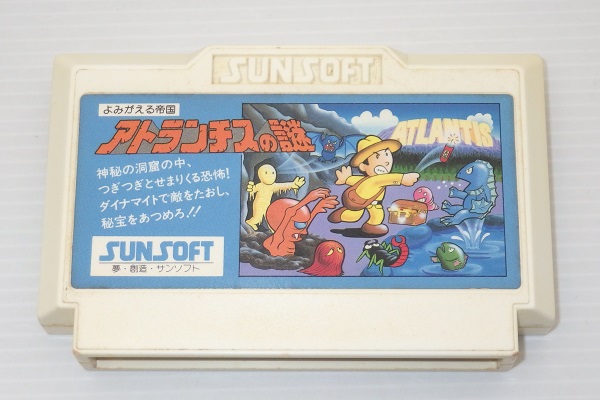 SUNSOFT
よみがえる帝国
アトランチスの謎
ATLANTIS
神秘の洞窟の中、
つぎつぎとせまりくる恐怖!
ダイナマイトで敵をたおし、
秘宝をあつめろ!!
SUNSOFT
夢・創造・サンソフト